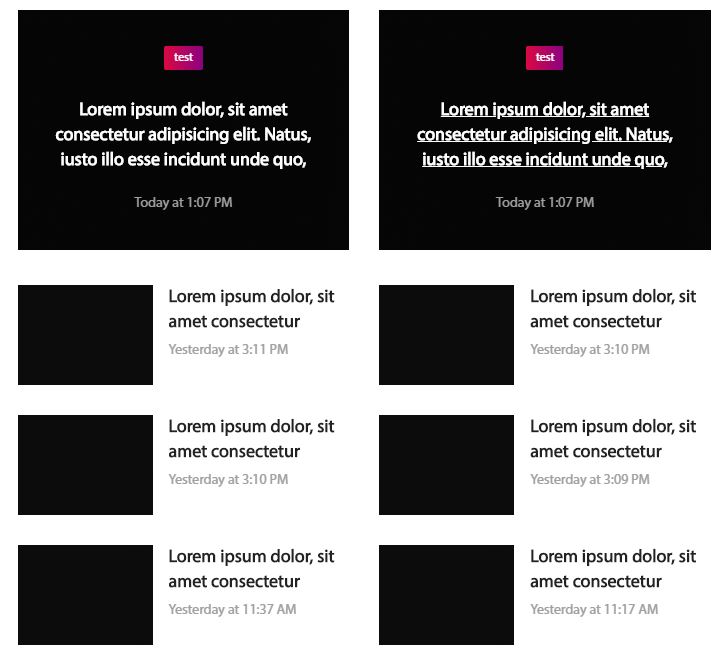 test
Lorem ipsum dolor, sit amet
consectetur adipisicing elit. Natus,
iusto illo esse incidunt unde quo,
Today at 1:07 PM
test
Lorem ipsum dolor, sit amet
consectetur adipisicing elit. Natus,
iusto illo esse incidunt unde quo,
Today at 1:07 PM
Lorem ipsum dolor, sit
amet consectetur
Yesterday at 3:11 PM
Lorem ipsum dolor, sit
amet consectetur
Yesterday at 3:10 PM
Lorem ipsum dolor, sit
amet consectetur
Yesterday at 3:10 PM
Lorem ipsum dolor, sit
amet consectetur
Yesterday at 3:09 PM
Lorem ipsum dolor, sit
amet consectetur
Yesterday at 11:37 AM
Lorem ipsum dolor, sit
amet consectetur
Yesterday at 11:17 AM